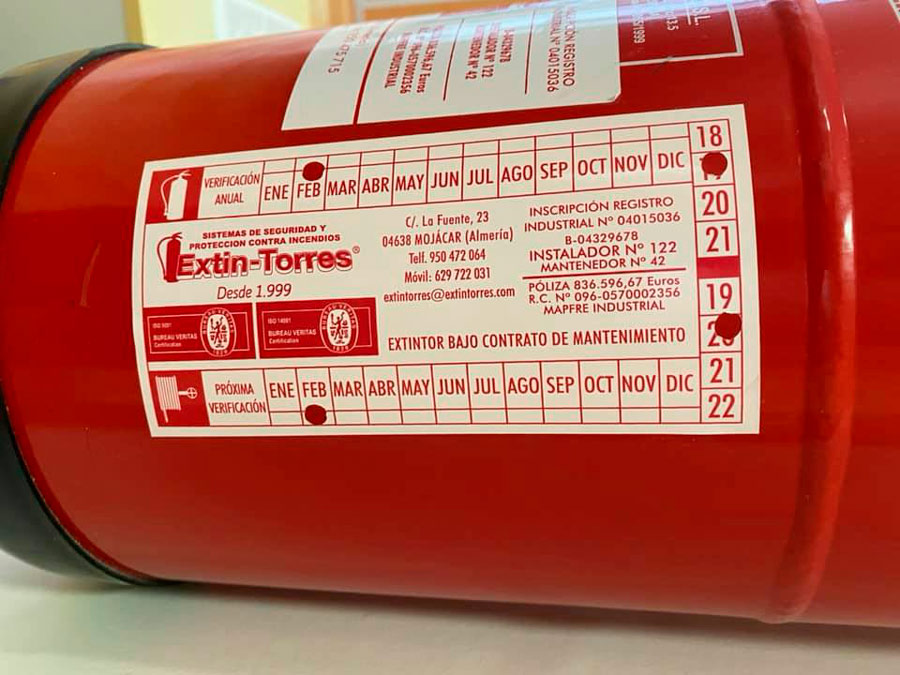 VERIFICACIÓN
ANUAL
ENE FEB MAR ABR MAY JUN JUL AGO SEP OCT NOV DIC
18
20
21
SISTEMAS DE SEGURIDAD Y
PROTECCION CONTRA INCENDIOS
Extin-Torres®
Desde 1.999
C/. La Fuente, 23
04638 MOJÁCAR (Almería)
Telf. 950 472 064
Móvil: 629 722 031
extintorres@extintorres.com
INSCRIPCIÓN REGISTRO
INDUSTRIAL Nº 04015036
B-04329678
INSTALADOR Nº 122
MANTENEDOR Nº 42
PÓLIZA 836.596,67 Euros
R.C. Nº 096-0570002356
MAPFRE INDUSTRIAL
ISO 9001
BUREAU VERITAS
Certification
ISO 14001
BUREAU VERITAS
Certification
EXTINTOR BAJO CONTRATO DE MANTENIMIENTO
PRÓXIMA
VERIFICACIÓN
ENE FEB MAR ABR MAY JUN JUL AGO SEP OCT NOV DIC
19
21
22